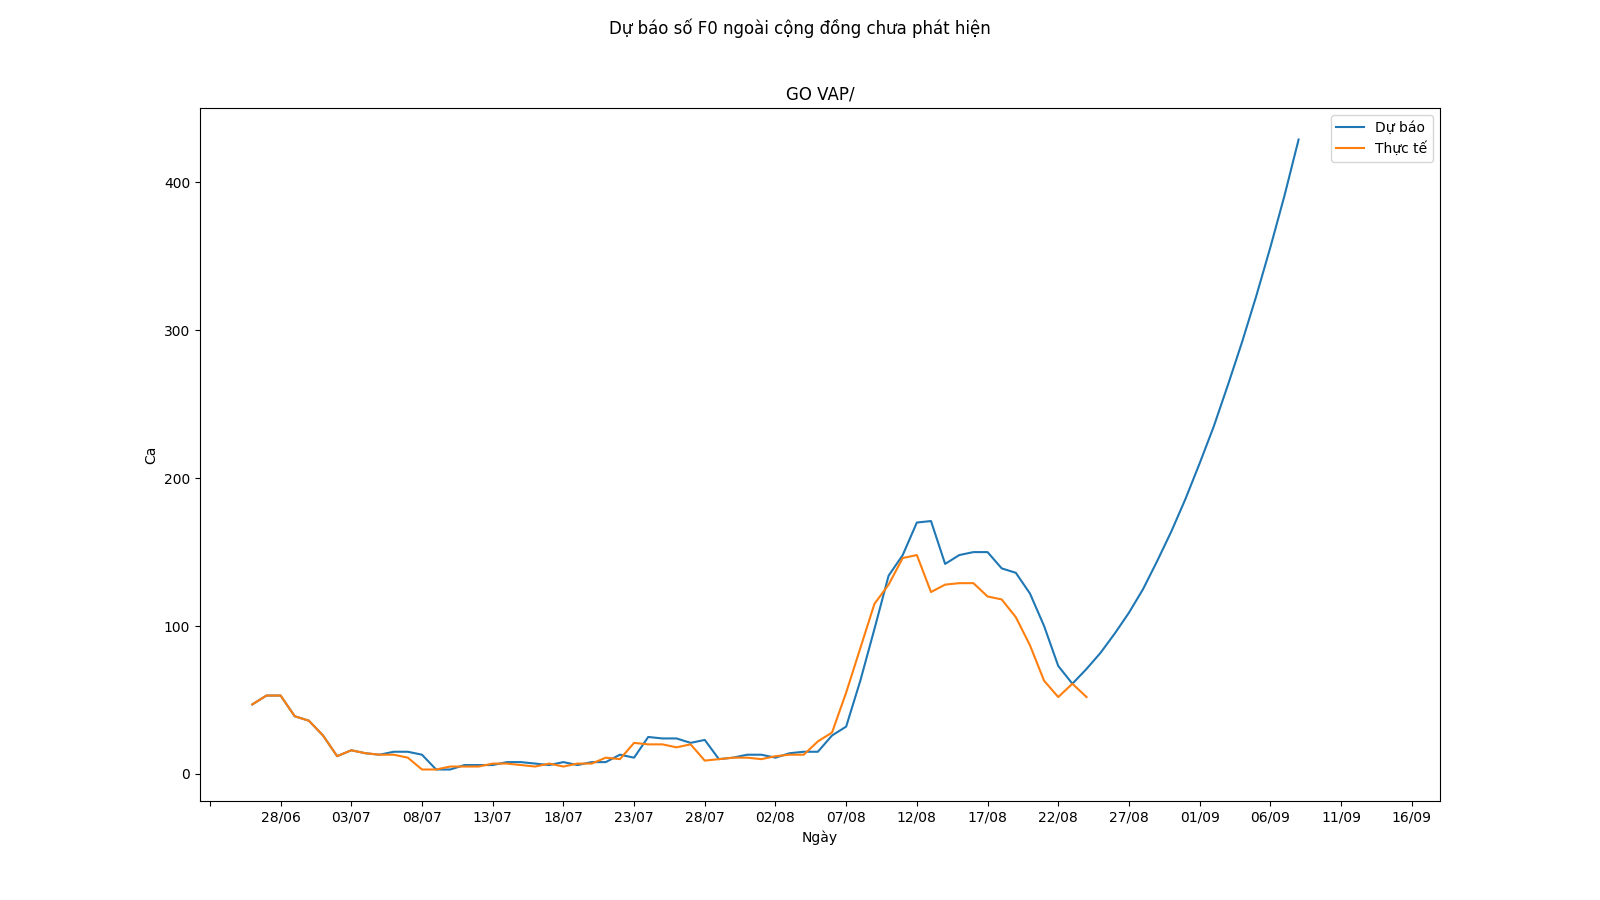 Dự báo số F0 ngoài cộng đồng chưa phát hiện
GO VAP/
Dự báo
Thực tế
400
300
200
100
0
Ca
28/06 03/07 08/07 13/07 18/07 23/07 28/07 02/08 07/08 12/08 17/08 22/08 27/08 01/09 06/09 11/09 16/09
Ngày